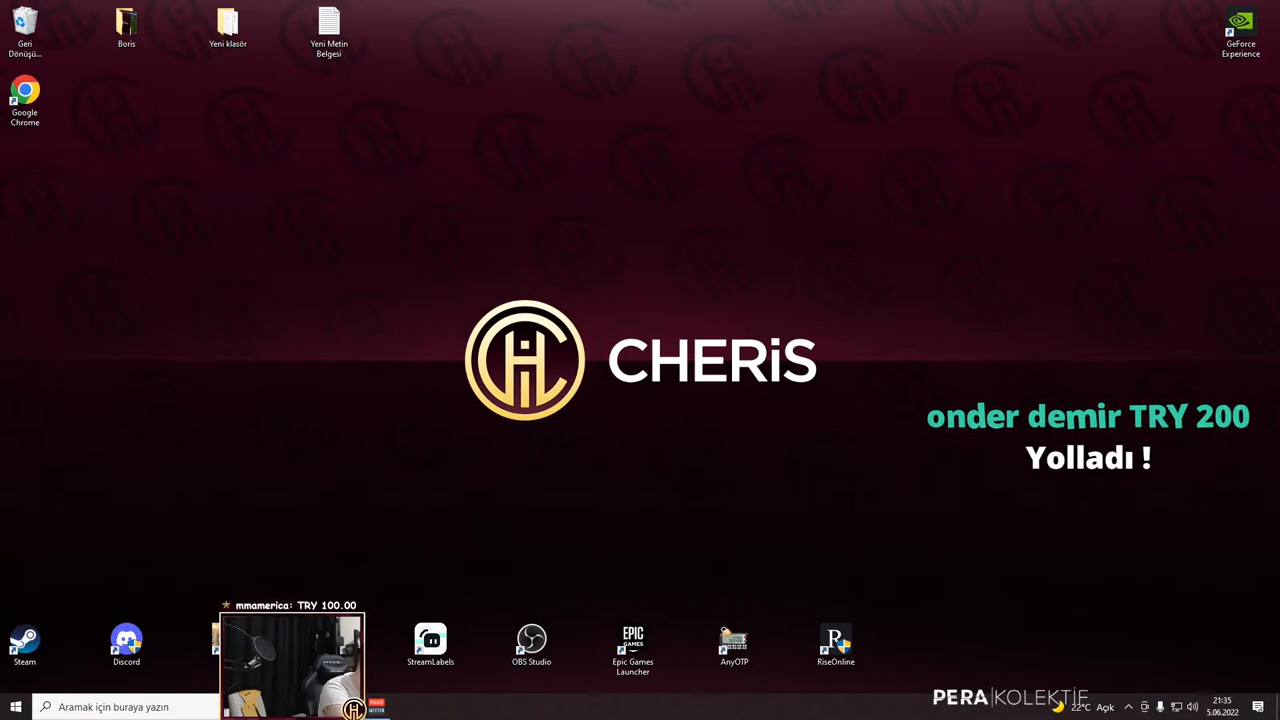 Geri
Dönüşü...
Boris
Yeni klasör
Yeni Metin
Belgesi
GeForce
Experience
Google
Chrome
CHERiS
onder demir TRY 200
Yolladı !
mmamerica: TRY 100.00
Steam
Discord
StreamLabels
OBS Studio
EPIC
GAMES
Epic Games
Launcher
AnyOTP
RiseOnline
Aramak için buraya yazın
PERA|KOLEKTİF
22°C Açık
21:35
5.06.2022